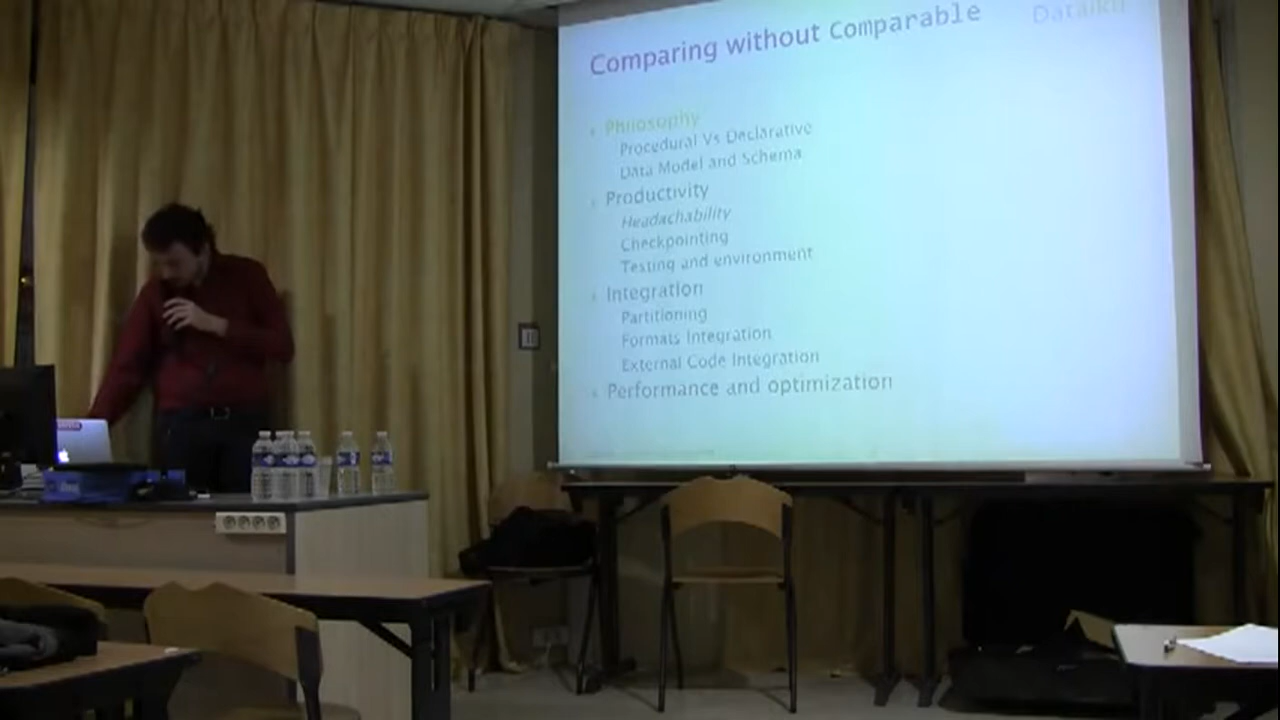 Comparing without Comparable
Dataiku
Philosophy
Procedural Vs Declarative
Data Model and Schema
Productivity
Headachability
Checkpointing
Testing and environment
Integration
Partitioning
Formats Integration
External Code Integration
Performance and optimization